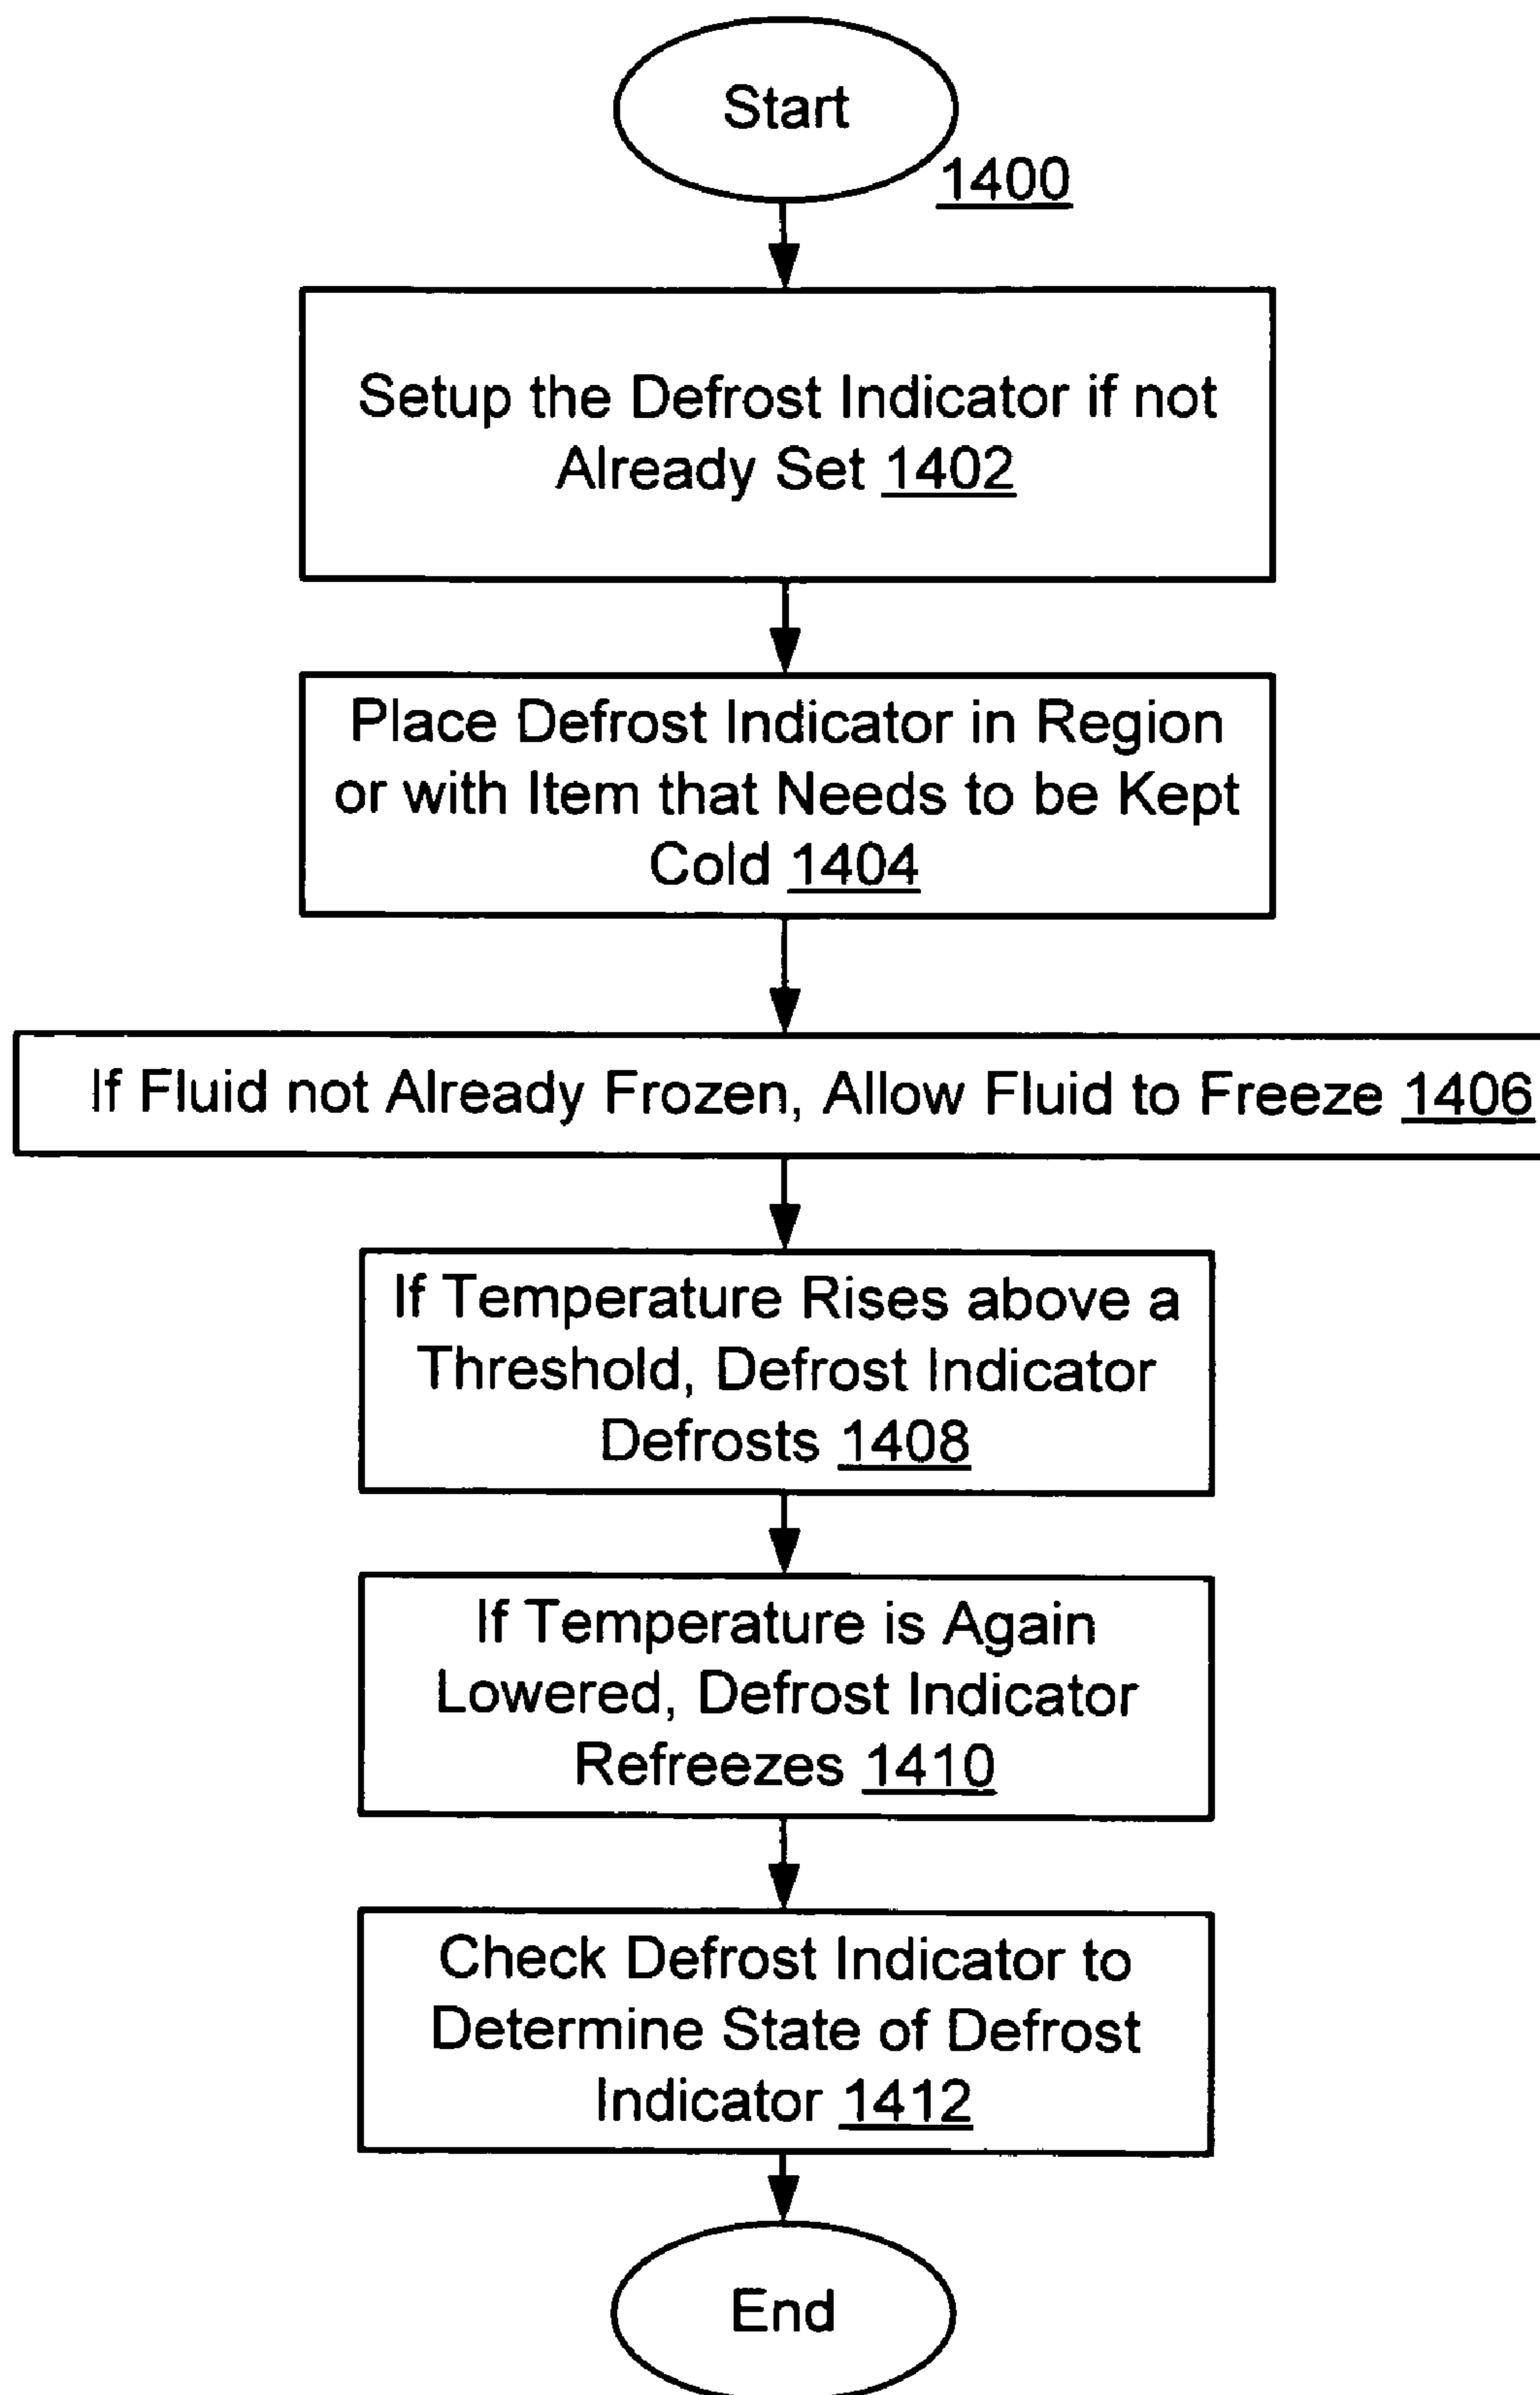 Start
1400
Setup the Defrost Indicator if not
Already Set 1402
Place Defrost Indicator in Region
or with Item that Needs to be Kept
Cold 1404
If Fluid not Already Frozen, Allow Fluid to Freeze 1406
If Temperature Rises above a
Threshold, Defrost Indicator
Defrosts 1408
If Temperature is Again
Lowered, Defrost Indicator
Refreezes 1410
Check Defrost Indicator to
Determine State of Defrost
Indicator 1412
End